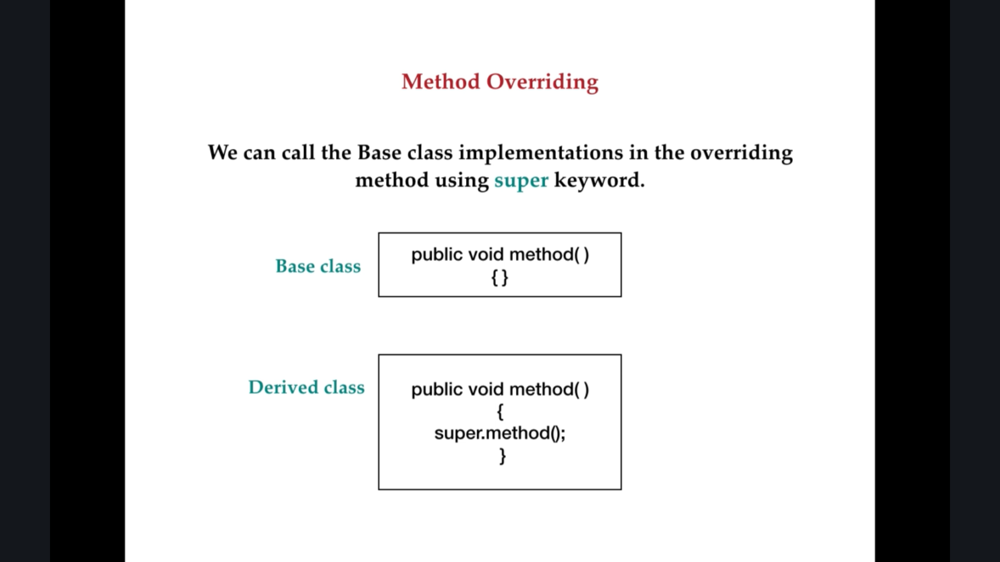 Method Overriding
We can call the Base class implementations in the overriding
method using super keyword.
Base class
public void method( )
{ }
Derived class
public void method( )
{
super.method();
}